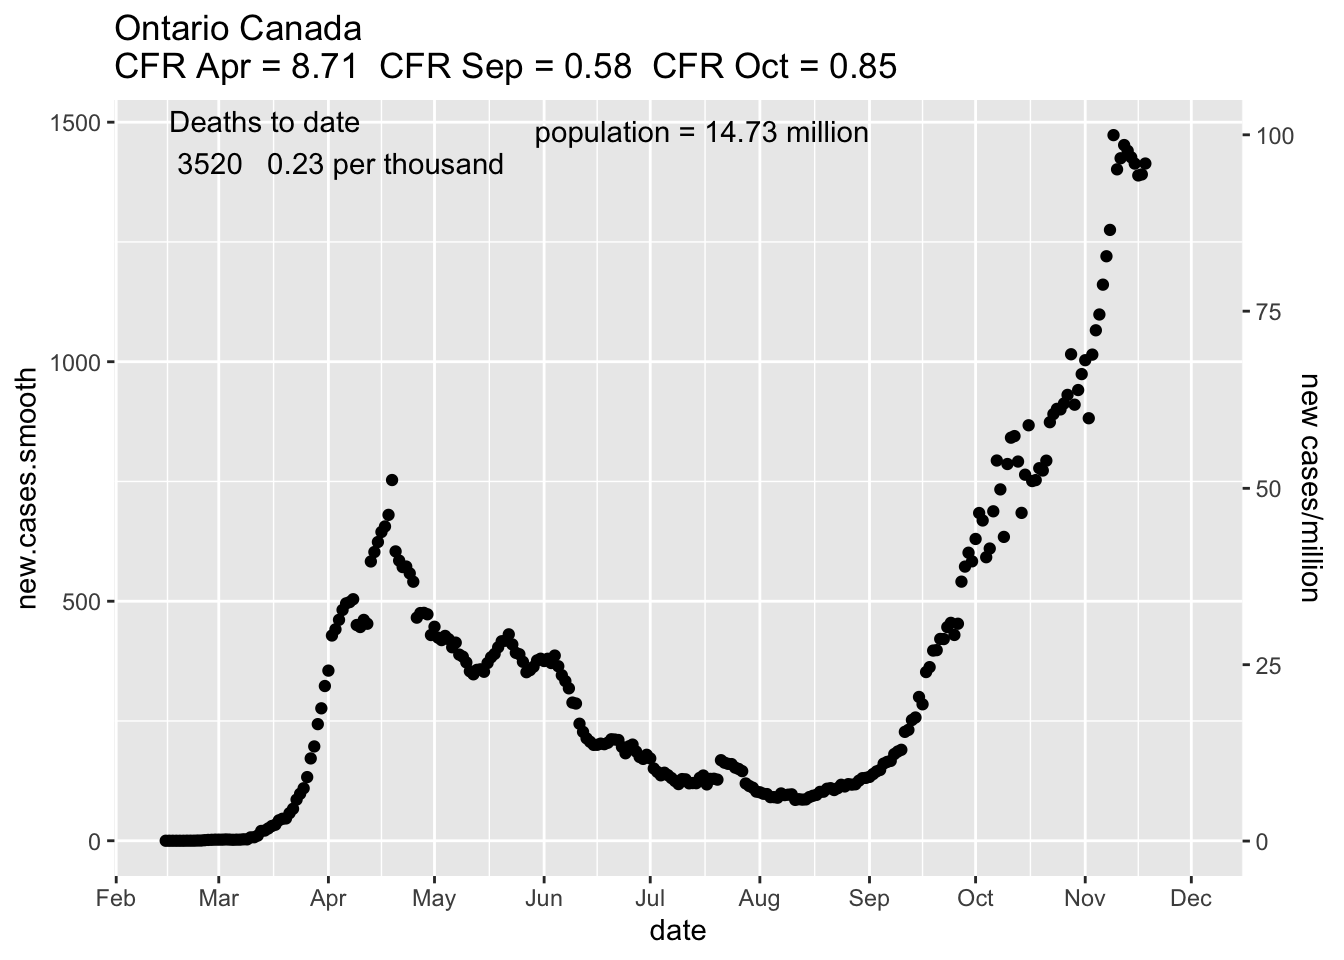 Ontario Canada
CFR Apr = 8.71  CFR Sep = 0.58  CFR Oct = 0.85
Deaths to date
3520   0.23 per thousand
population = 14.73 million
1500
1000
500
0
new.cases.smooth
100
75
50
25
0
new cases/million
Feb Mar Apr May Jun Jul Aug Sep Oct Nov Dec
date